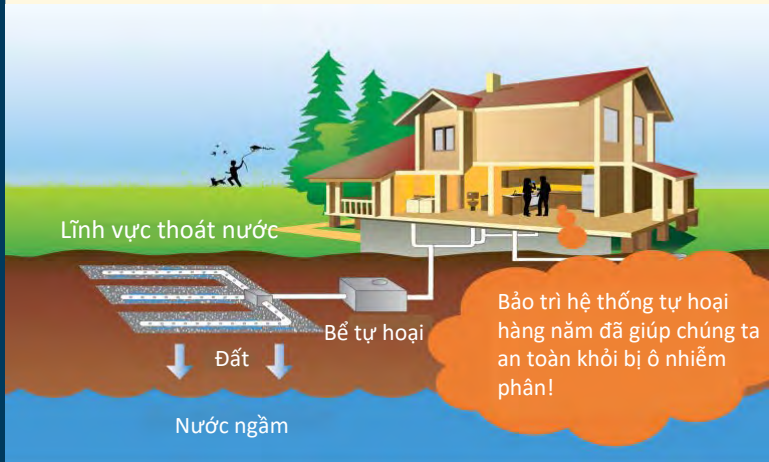 Lĩnh vực thoát nước
Bể tự hoại
Đất
Nước ngầm
Bảo trì hệ thống tự hoại
hàng năm đã giúp chúng ta
an toàn khỏi bị ô nhiễm
phân!